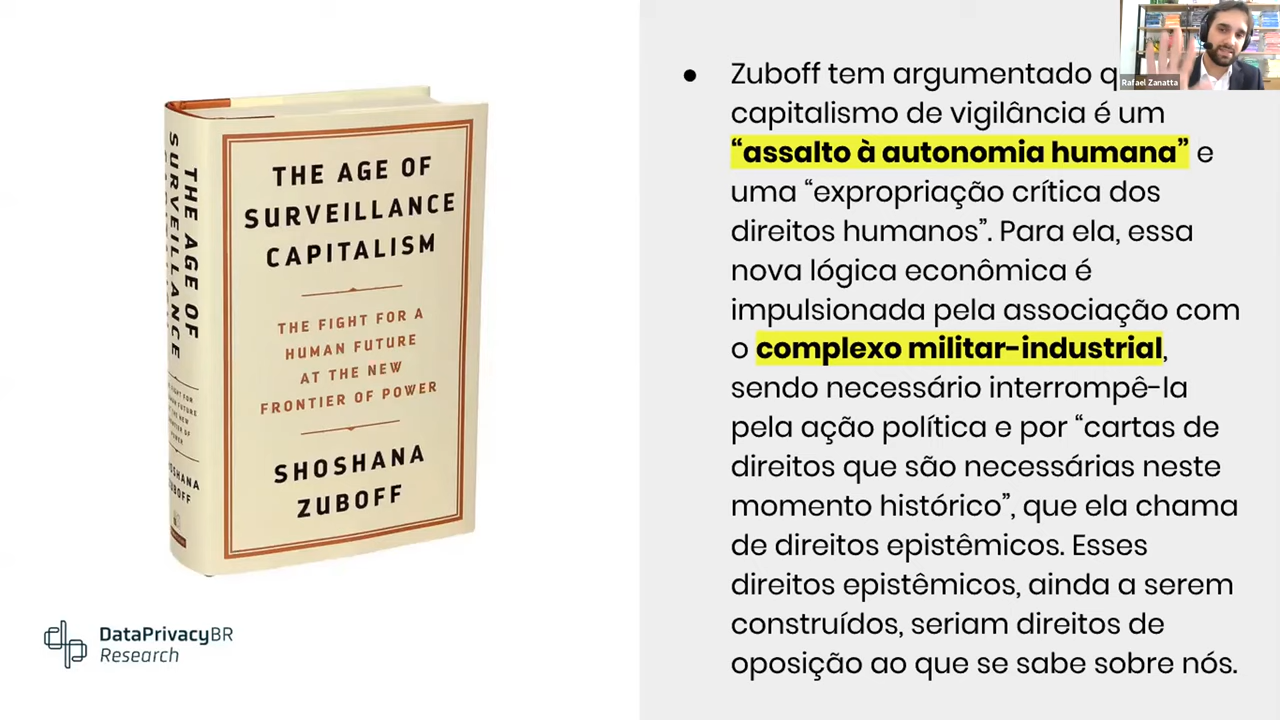 THE AGE OF
SURVEILLANCE
CAPITALISM
THE FIGHT FOR A
HUMAN FUTURE
AT THE NEW
FRONTIER OF POWER
SHOSHANA
ZUBOFF
THE AGE OF
SURVEILLANCE
DataPrivacyBR
Research
Rafael Zanatta
● Zuboff tem argumentado
capitalismo de vigilância é um
“assalto à autonomia humana” e
uma “expropriação crítica dos
direitos humanos”. Para ela, essa
nova lógica econômica é
impulsionada pela associação com
o complexo militar-industrial,
sendo necessário interrompê-la
pela ação política e por “cartas de
direitos que são necessárias neste
momento histórico”, que ela chama
de direitos epistêmicos. Esses
direitos epistêmicos, ainda a serem
construídos, seriam direitos de
oposição ao que se sabe sobre nós.